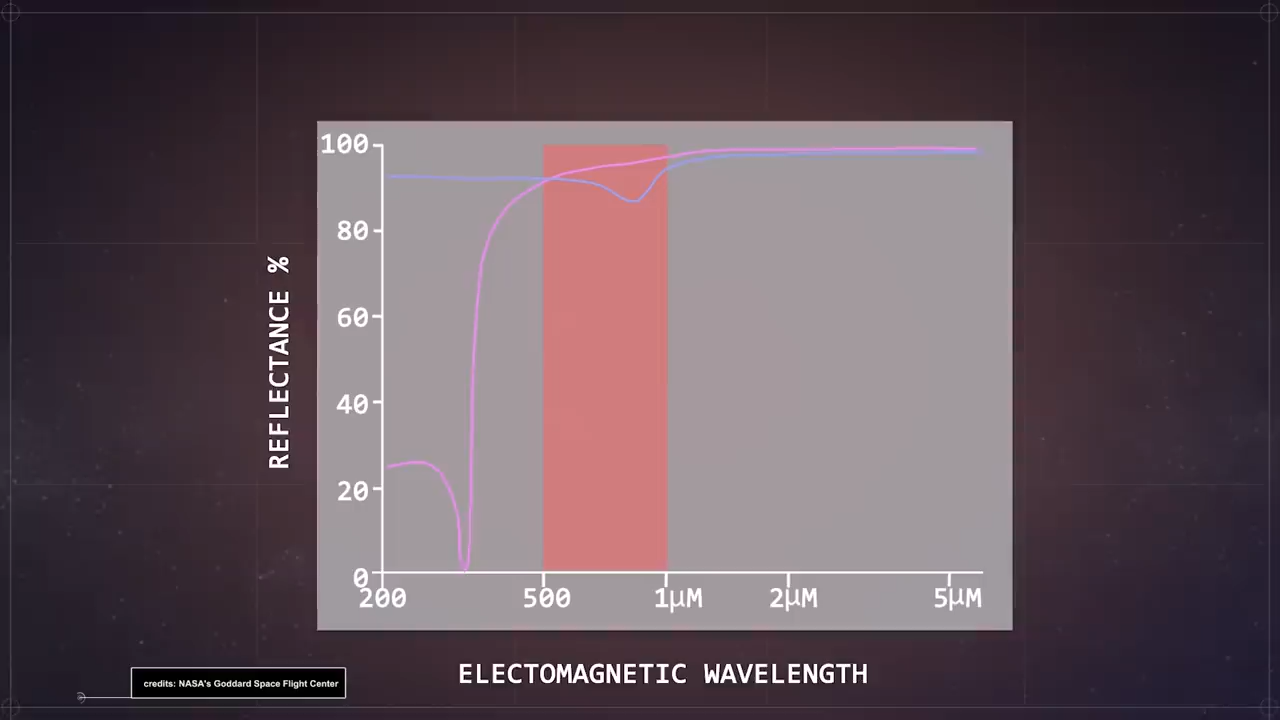 100
80
60
40
20
0
200 500 1μM 2μM 5μM
REFLECTANCE %
ELECTOMAGNETIC WAVELENGTH
credits: NASA's Goddard Space Flight Center